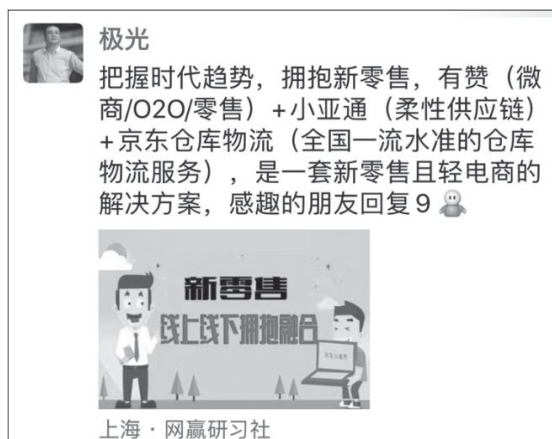 极光
把握时代趋势，拥抱新零售，有赞（微
商/O2O/零售）+小亚通（柔性供应链）
+京东仓库物流（全国一流水准的仓库
物流服务），是一套新零售且轻电商的
解决方案，感趣的朋友回复9
新零售
线上线下拥抱融合
上海·网赢研习社